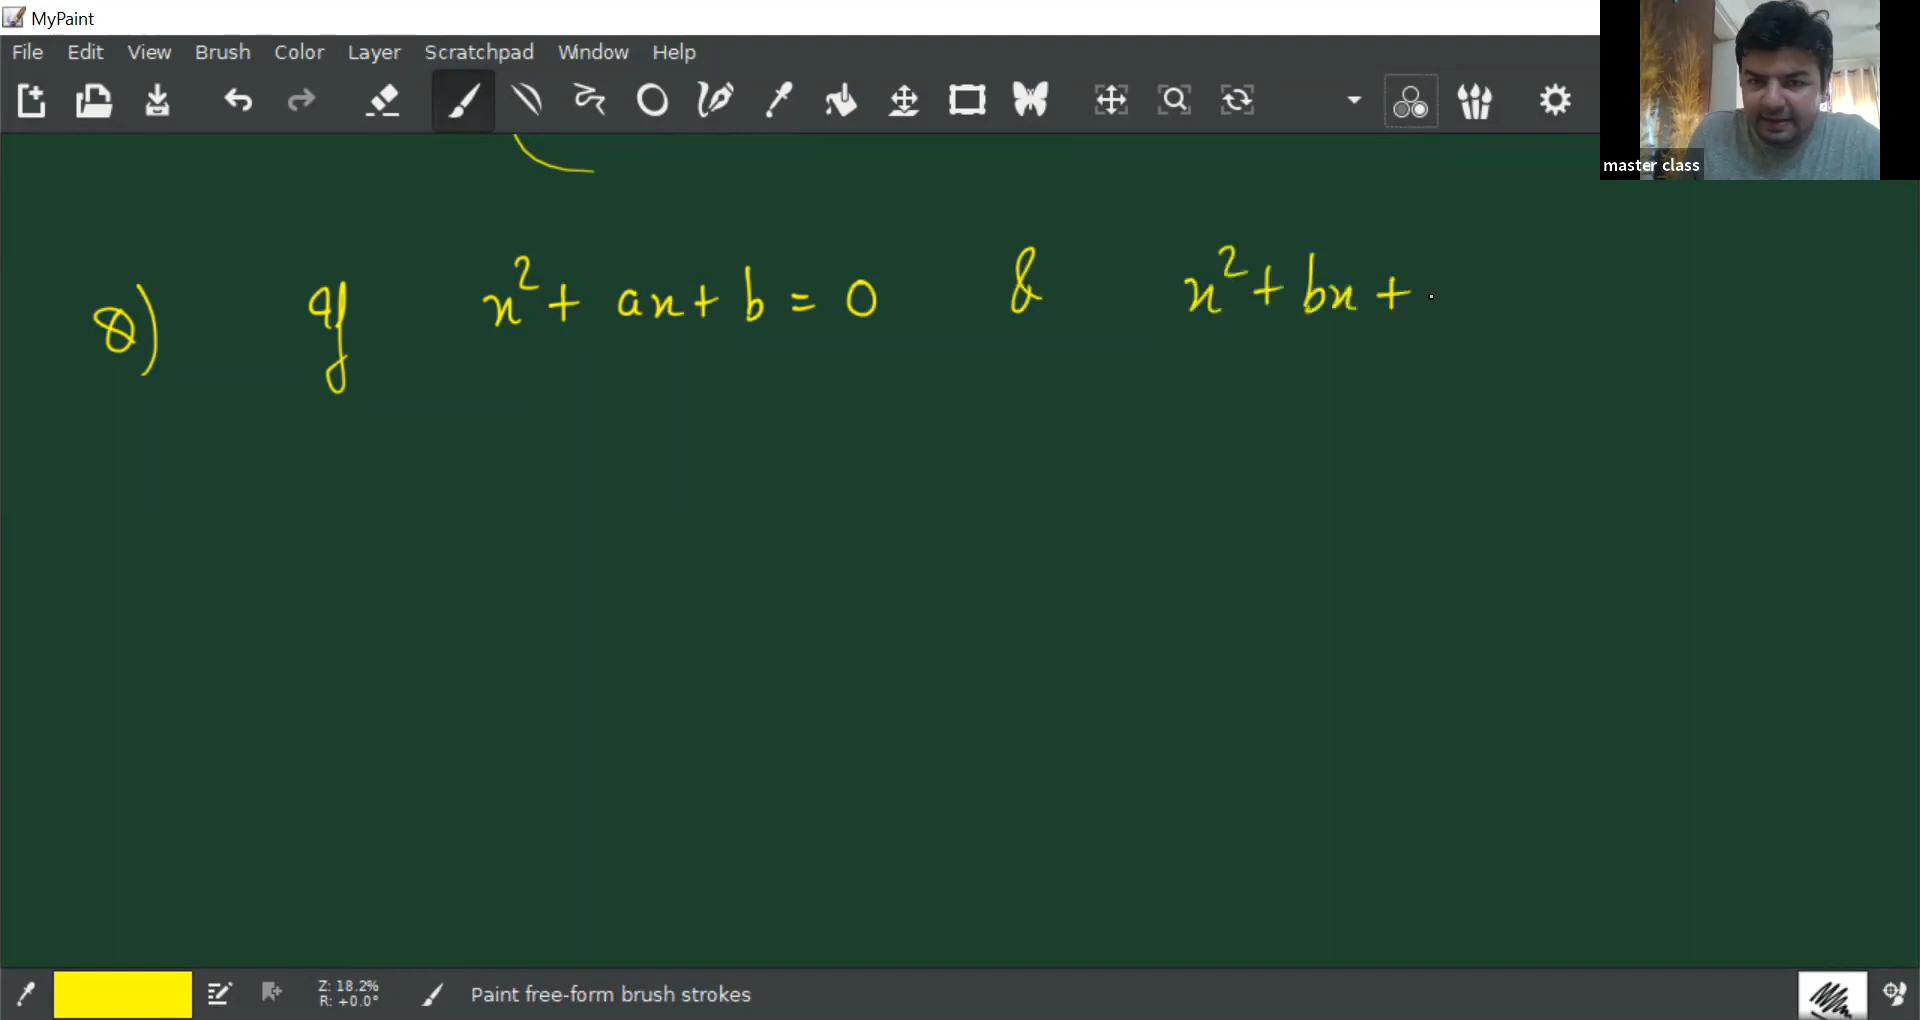 MyPaint
File Edit View Brush Color Layer Scratchpad Window Help
master class
8) If x² + ax + b = 0 & x² + bx +
Z: 18.2%
R: +0.0°
Paint free-form brush strokes